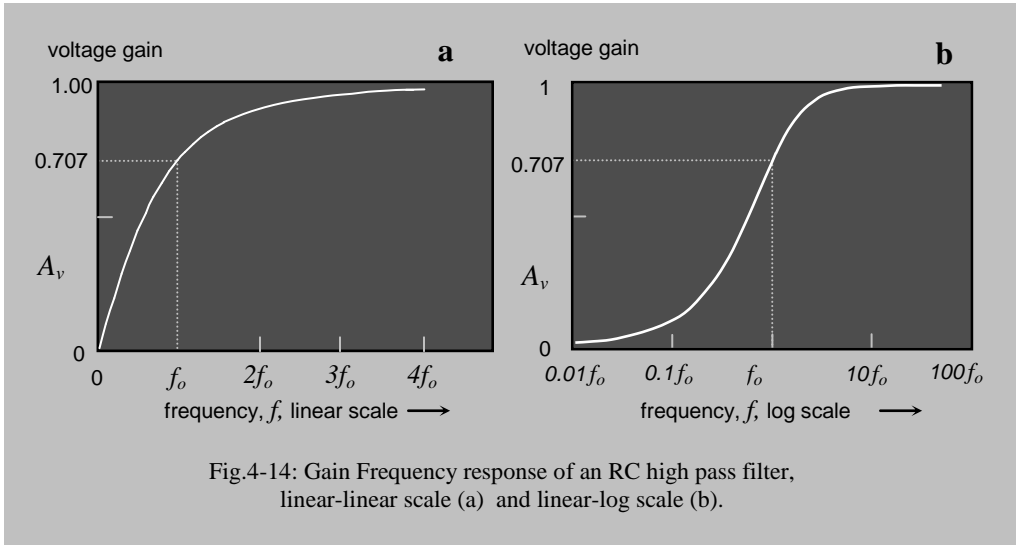 voltage gain
a
1.00
0.707
A_v
0
0 f_o 2f_o 3f_o 4f_o
frequency, f, linear scale
voltage gain
b
1
0.707
A_v
0
0.01f_o 0.1f_o f_o 10f_o 100f_o
frequency, f, log scale
Fig.4-14: Gain Frequency response of an RC high pass filter,
linear-linear scale (a) and linear-log scale (b).